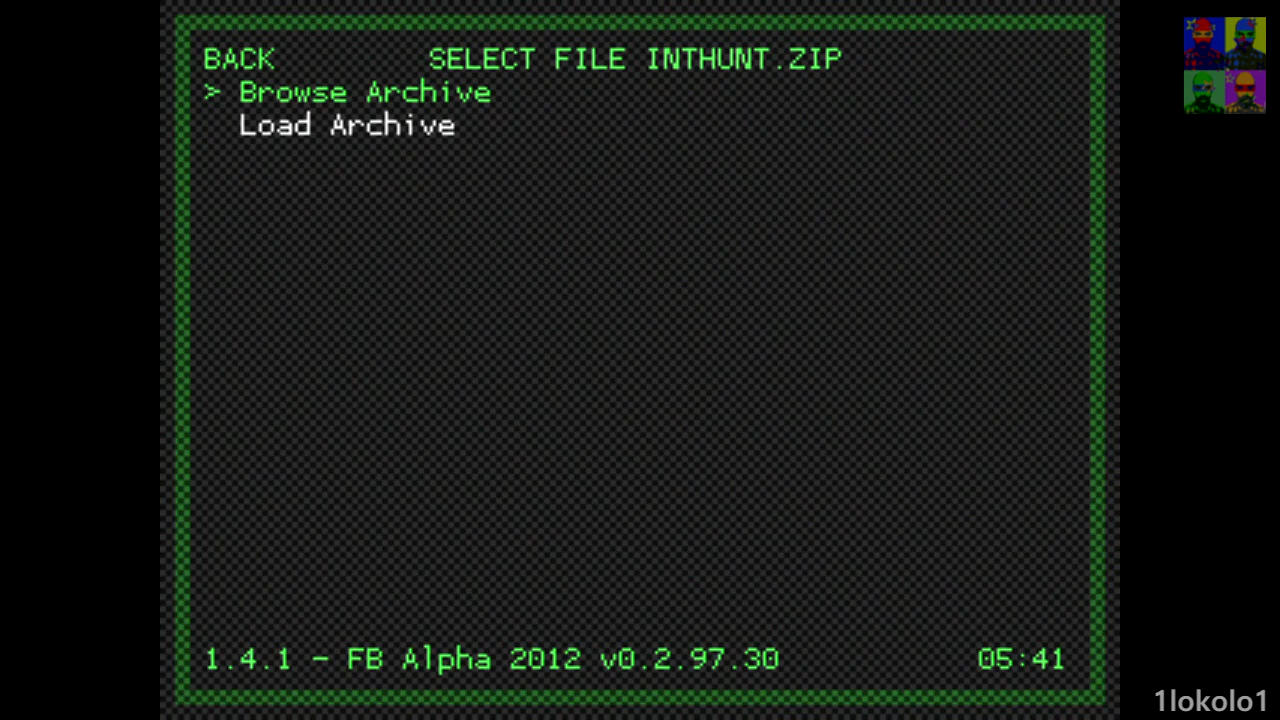 BACK SELECT FILE INTHUNT.ZIP
> Browse Archive
Load Archive
1.4.1 - FB Alpha 2012 v0.2.97.30 05:41
1lokolo1